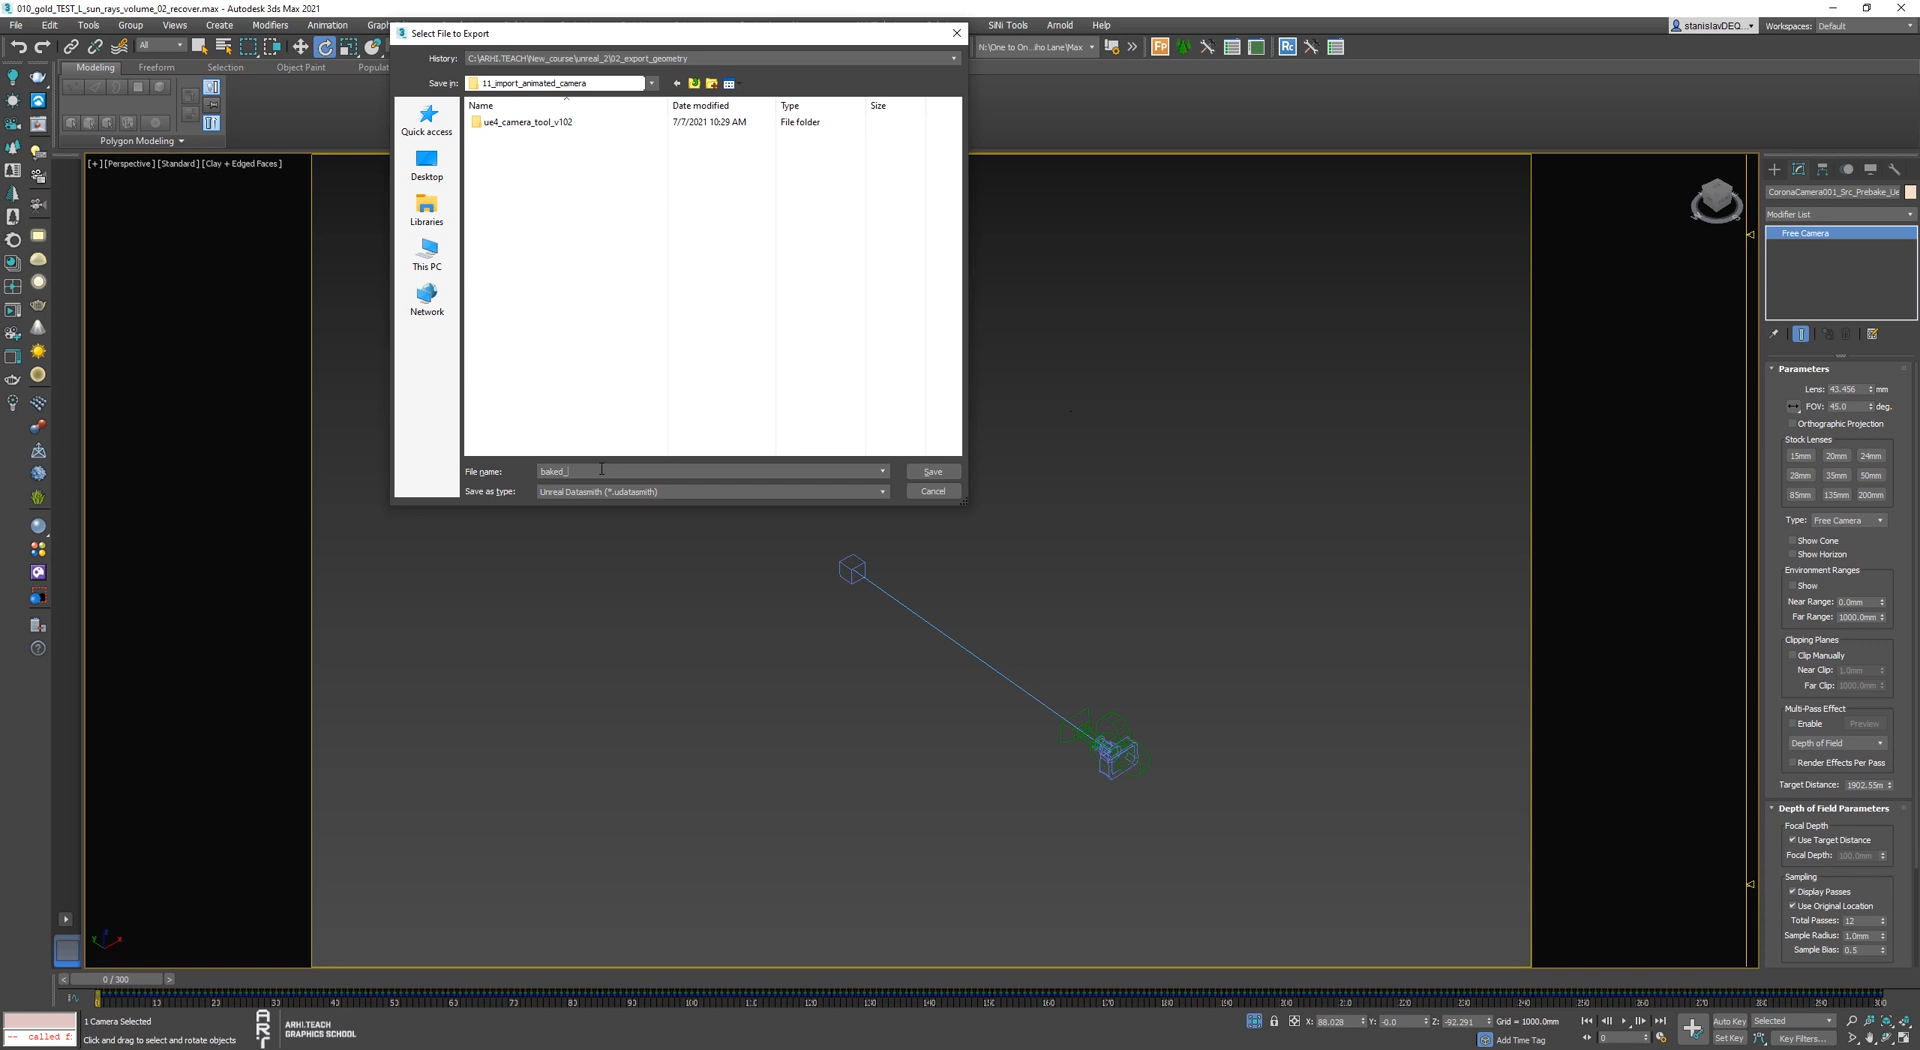 010_gold_TEST_L_sun_rays_volume_02_recover.max - Autodesk 3ds Max 2021
File Edit Tools Group Views Create Modifiers Animation SiNi Tools Arnold Help
stanislavDEQ... Workspaces: Default
Select File to Export
All
N:\One to On...iho Lane\Max
History: C:\ARHI.TEACH\New_course\unreal_2\02_export_geometry
Save in: 11_import_animated_camera
Modeling Freeform Selection Object Paint
Polygon Modeling
Name Date modified Type Size
ue4_camera_tool_v102 7/7/2021 10:29 AM File folder
Quick access
Desktop
Libraries
This PC
Network
File name: baked_ Save
Save as type: Unreal Datasmith (*.udatasmith) Cancel
[+] [Perspective] [Standard] [Clay + Edged Faces]
CoronaCamera001_Src_Prebake_Ue
Modifier List
Free Camera
Parameters
Lens: 43.456 mm
FOV: 45.0 deg.
Orthographic Projection
Stock Lenses
15mm 20mm 24mm
28mm 35mm 50mm
85mm 135mm 200mm
Type: Free Camera
Show Cone
Show Horizon
Environment Ranges
Show
Near Range: 0.0mm
Far Range: 1000.0mm
Clipping Planes
Clip Manually
Near Clip: 1.0mm
Far Clip: 1000.0mm
Multi-Pass Effect
Enable Preview
Depth of Field
Render Effects Per Pass
Target Distance: 1902.55m
Depth of Field Parameters
Focal Depth
Use Target Distance
Focal Depth: 100.0mm
Sampling
Display Passes
Use Original Location
Total Passes: 12
Sample Radius: 1.0mm
Sample Bias: 0.5
0 / 300
1 Camera Selected
Click and drag to select and rotate objects
-- called f:
ARHI.TEACH
GRAPHICS SCHOOL
X: 88.028 Y: -0.0 Z: -92.291 Grid = 1000.0mm
Add Time Tag
Auto Key Selected
Set Key Key Filters...
0